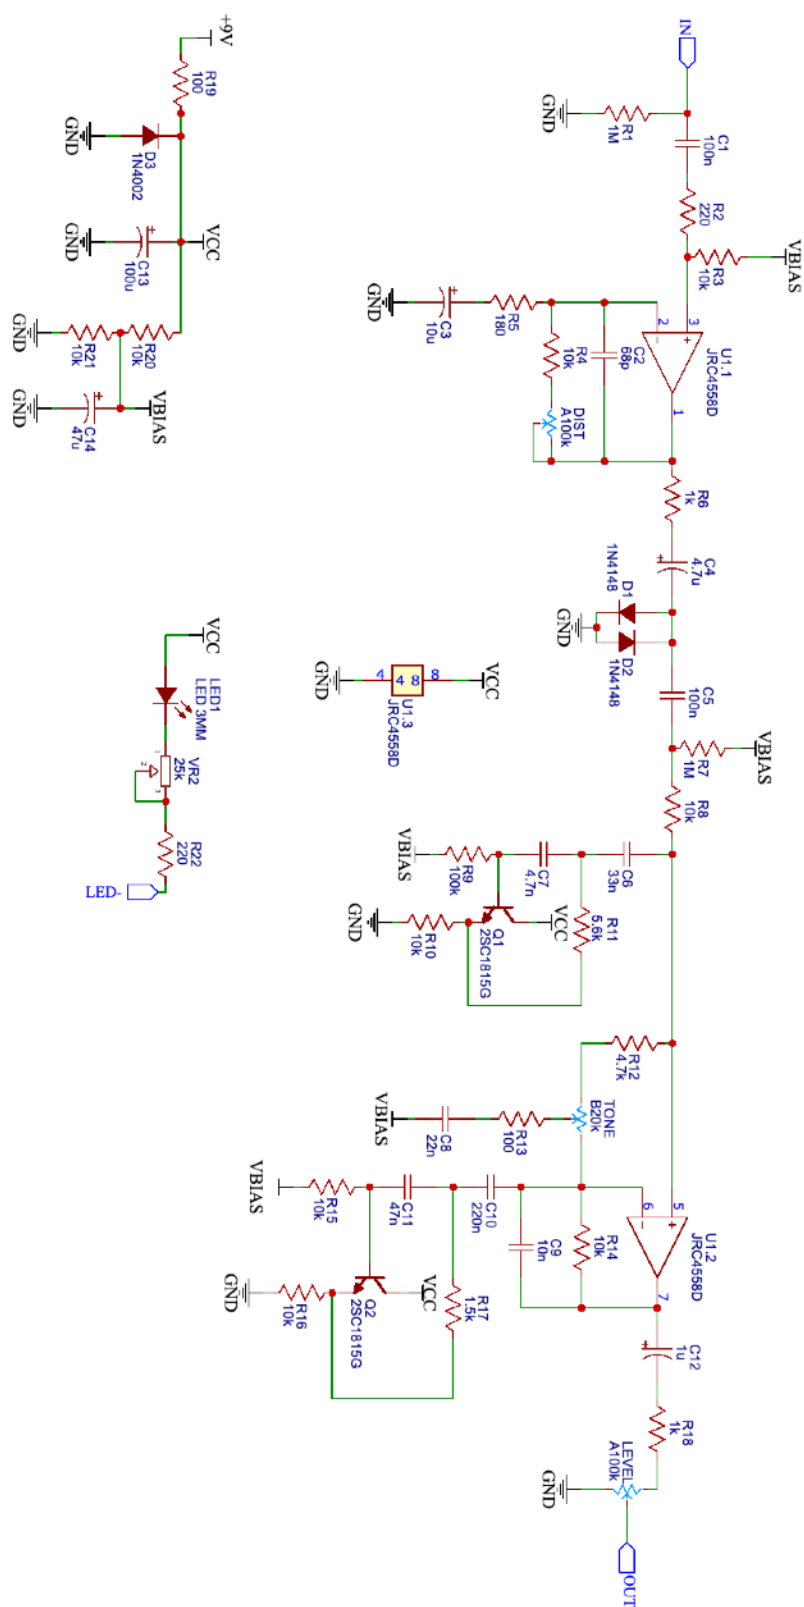 IN
R1
1M
GND
C1
100n
R2
220
R3
10k
VBIAS
3
2
+
-
1
U1.1
JRC4558D
C2
68p
R4
10k
DIST
A100k
R5
180
C3
10u
+
GND
R6
1k
C4
4.7u
+
D1
1N4148
D2
1N4148
GND
C5
100n
R7
1M
VBIAS
R8
10k
C6
33n
C7
4.7n
R9
100k
VBIAS
R11
5.6k
Q1
2SC1815G
VCC
R10
10k
GND
R12
4.7k
TONE
B20k
R13
100
C8
22n
VBIAS
5
6
+
-
7
U1.2
JRC4558D
R14
10k
C9
10n
C10
220n
C11
47n
R15
10k
VBIAS
R17
1.5k
Q2
2SC1815G
VCC
R16
10k
GND
C12
1u
+
R18
1k
LEVEL
A100k
GND
OUT
+9V
R19
100
D3
1N4002
GND
VCC
C13
100u
+
GND
R20
10k
R21
10k
GND
VBIAS
C14
47u
+
GND
VCC
8
4 8
4
U1.3
JRC4558D
GND
VCC
LED1
LED 3MM
VR2
25k
1
2
3
R22
220
LED-